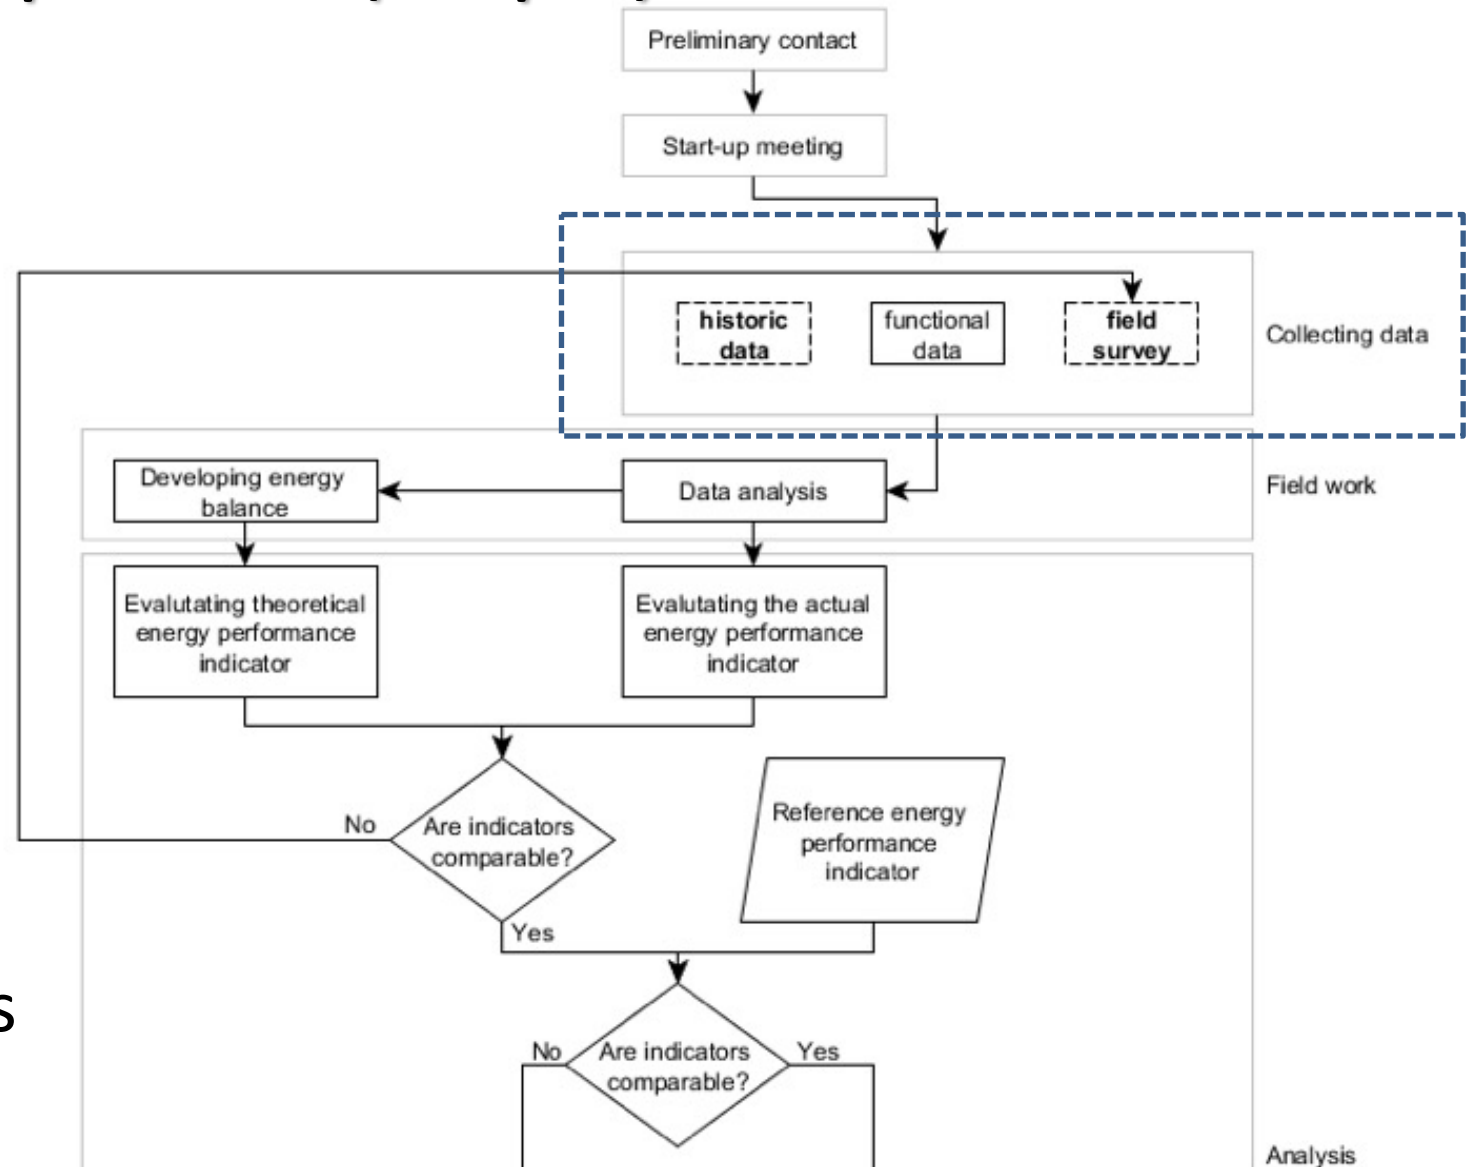 Preliminary contact
Start-up meeting
historic
data
functional
data
field
survey
Collecting data
Developing energy
balance
Data analysis
Field work
Evalutating theoretical
energy performance
indicator
Evalutating the actual
energy performance
indicator
No
Are indicators
comparable?
Reference energy
performance
indicator
Yes
s
No
Are indicators
comparable?
Yes
Analysis